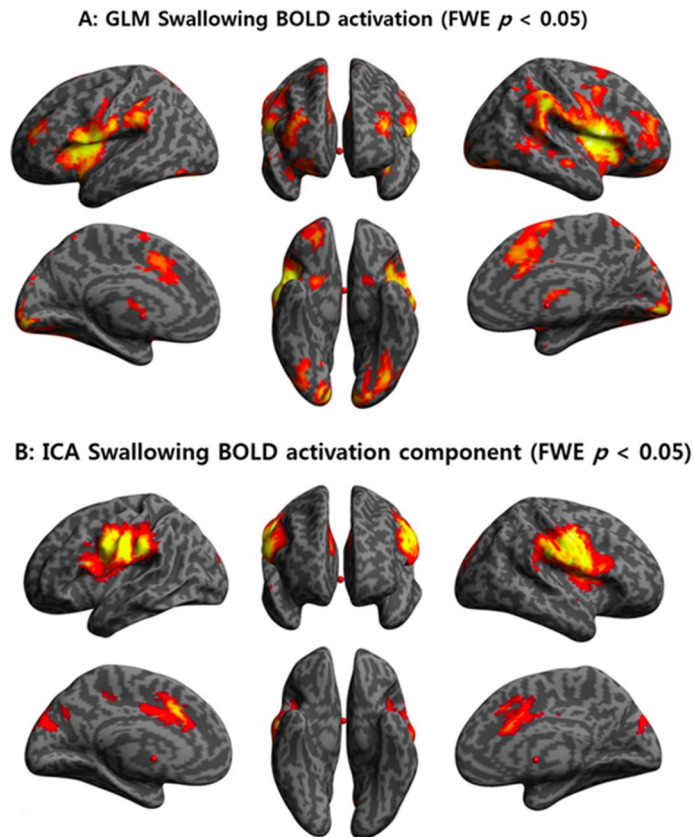 A: GLM Swallowing BOLD activation (FWE p < 0.05)
B: ICA Swallowing BOLD activation component (FWE p < 0.05)